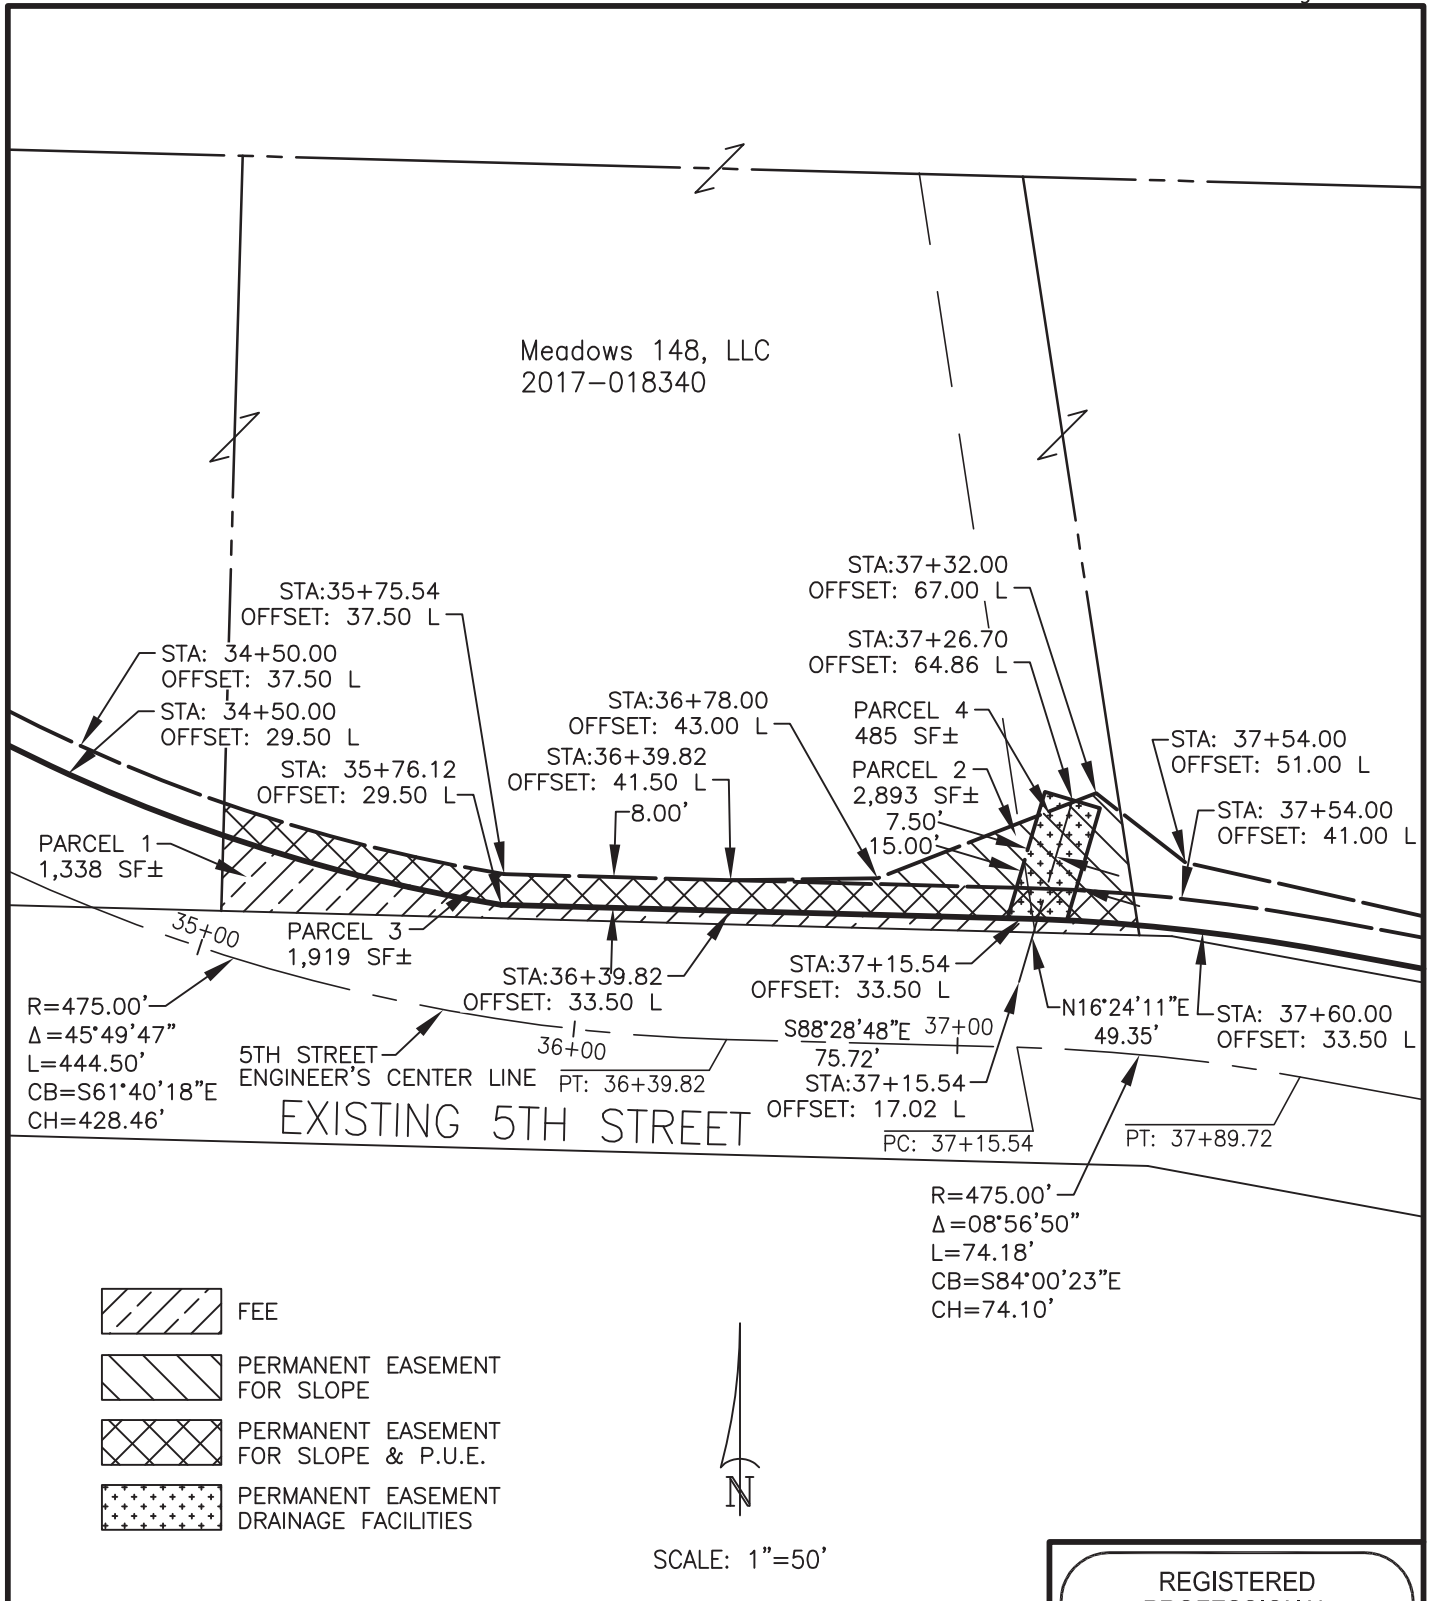 Meadows 148, LLC
2017-018340
STA:37+32.00
OFFSET: 67.00 L
STA:35+75.54
OFFSET: 37.50 L
STA:37+26.70
OFFSET: 64.86 L
STA: 34+50.00
OFFSET: 37.50 L
STA: 34+50.00
OFFSET: 29.50 L
STA:36+78.00
OFFSET: 43.00 L
PARCEL 4
485 SF±
STA: 37+54.00
OFFSET: 51.00 L
STA:36+39.82
OFFSET: 41.50 L
STA: 35+76.12
OFFSET: 29.50 L
PARCEL 2
2,893 SF±
8.00'
7.50'
15.00'
STA: 37+54.00
OFFSET: 41.00 L
PARCEL 1
1,338 SF±
35+00
PARCEL 3
1,919 SF±
STA:36+39.82
OFFSET: 33.50 L
STA:37+15.54
OFFSET: 33.50 L
N16°24'11"E
49.35'
STA: 37+60.00
OFFSET: 33.50 L
R=475.00'
Δ=45°49'47"
L=444.50'
CB=S61°40'18"E
CH=428.46'
S88°28'48"E
75.72'
37+00
36+00
5TH STREET
ENGINEER'S CENTER LINE
PT: 36+39.82
STA:37+15.54
OFFSET: 17.02 L
EXISTING 5TH STREET
PC: 37+15.54
PT: 37+89.72
R=475.00'
Δ=08°56'50"
L=74.18'
CB=S84°00'23"E
CH=74.10'
FEE
PERMANENT EASEMENT
FOR SLOPE
PERMANENT EASEMENT
FOR SLOPE & P.U.E.
PERMANENT EASEMENT
DRAINAGE FACILITIES
N
SCALE: 1"=50'
REGISTERED